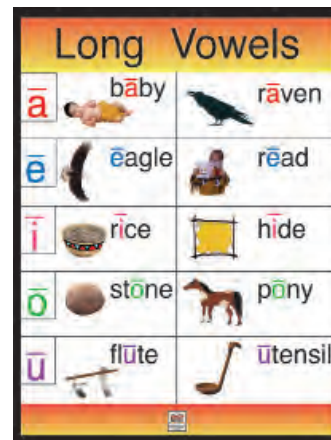 Long Vowels
ā bāby rāven
ē ēagle rēad
ī rīce hīde
ō stōne pōny
ū flūte ūtensil